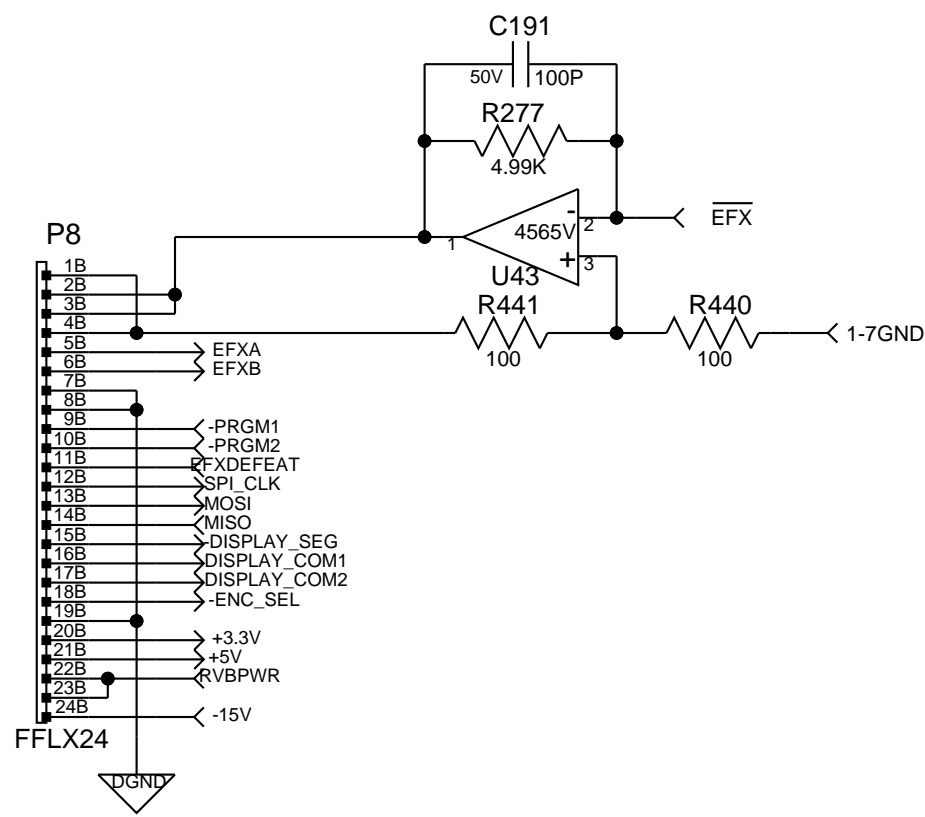 C191
50V 100P
R277
4.99K
EFX
- 2
4565V
1
+ 3
U43
P8
1B
2B
3B
4B
R441
100
R440
100
1-7GND
5B EFXA
6B EFXB
7B
8B
9B -PRGM1
10B -PRGM2
11B EFXDEFEAT
12B SPI_CLK
13B MOSI
14B MISO
15B -DISPLAY_SEG
16B DISPLAY_COM1
17B DISPLAY_COM2
18B -ENC_SEL
19B
20B +3.3V
21B +5V
22B RVBPWR
23B
24B -15V
FFLX24
DGND